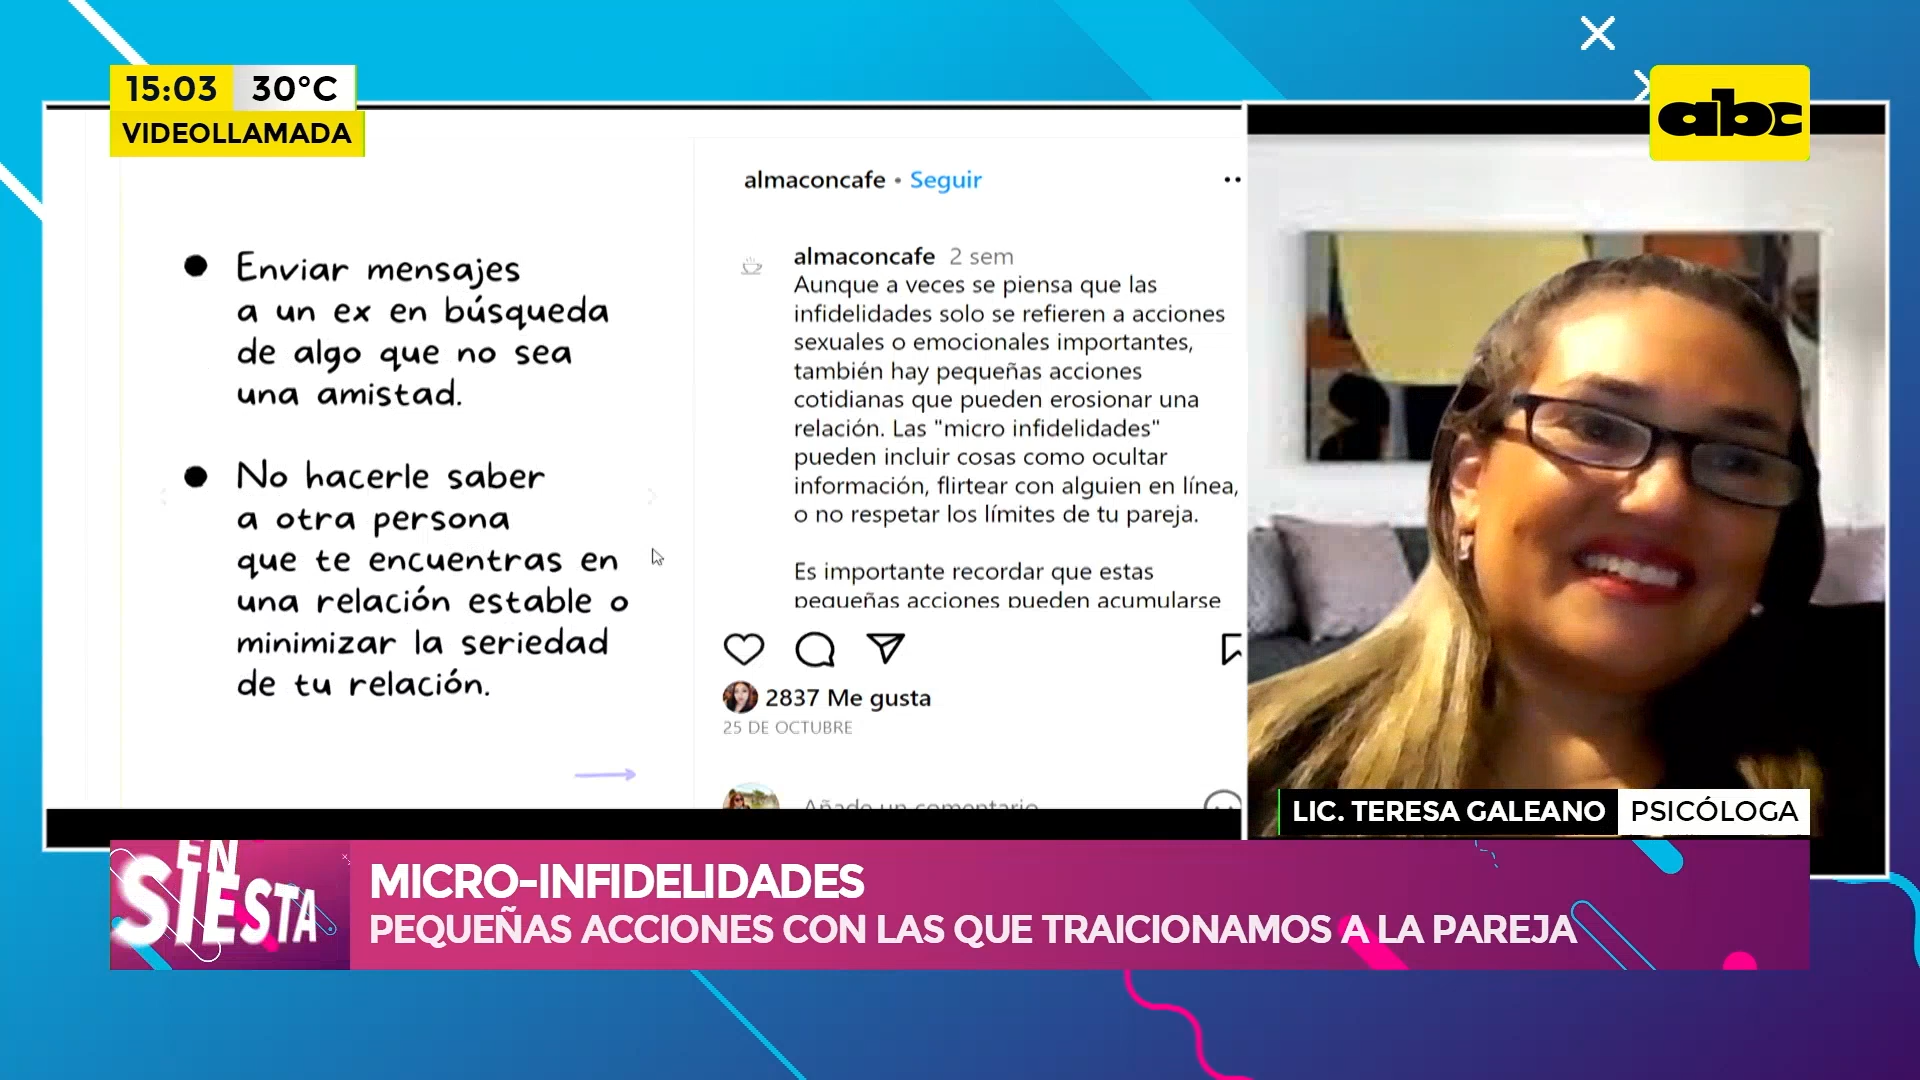 15:03 30°C
VIDEOLLAMADA
abc
Enviar mensajes
a un ex en búsqueda
de algo que no sea
una amistad.
No hacerle saber
a otra persona
que te encuentras en
una relación estable o
minimizar la seriedad
de tu relación.
almaconcafe • Seguir
almaconcafe 2 sem
Aunque a veces se piensa que las
infidelidades solo se refieren a acciones
sexuales o emocionales importantes,
también hay pequeñas acciones
cotidianas que pueden erosionar una
relación. Las "micro infidelidades"
pueden incluir cosas como ocultar
información, flirtear con alguien en línea,
o no respetar los límites de tu pareja.
Es importante recordar que estas
pequeñas acciones pueden acumularse
2837 Me gusta
25 DE OCTUBRE
Añade un comentario
LIC. TERESA GALEANO PSICÓLOGA
EN
SIESTA
MICRO-INFIDELIDADES
PEQUEÑAS ACCIONES CON LAS QUE TRAICIONAMOS A LA PAREJA